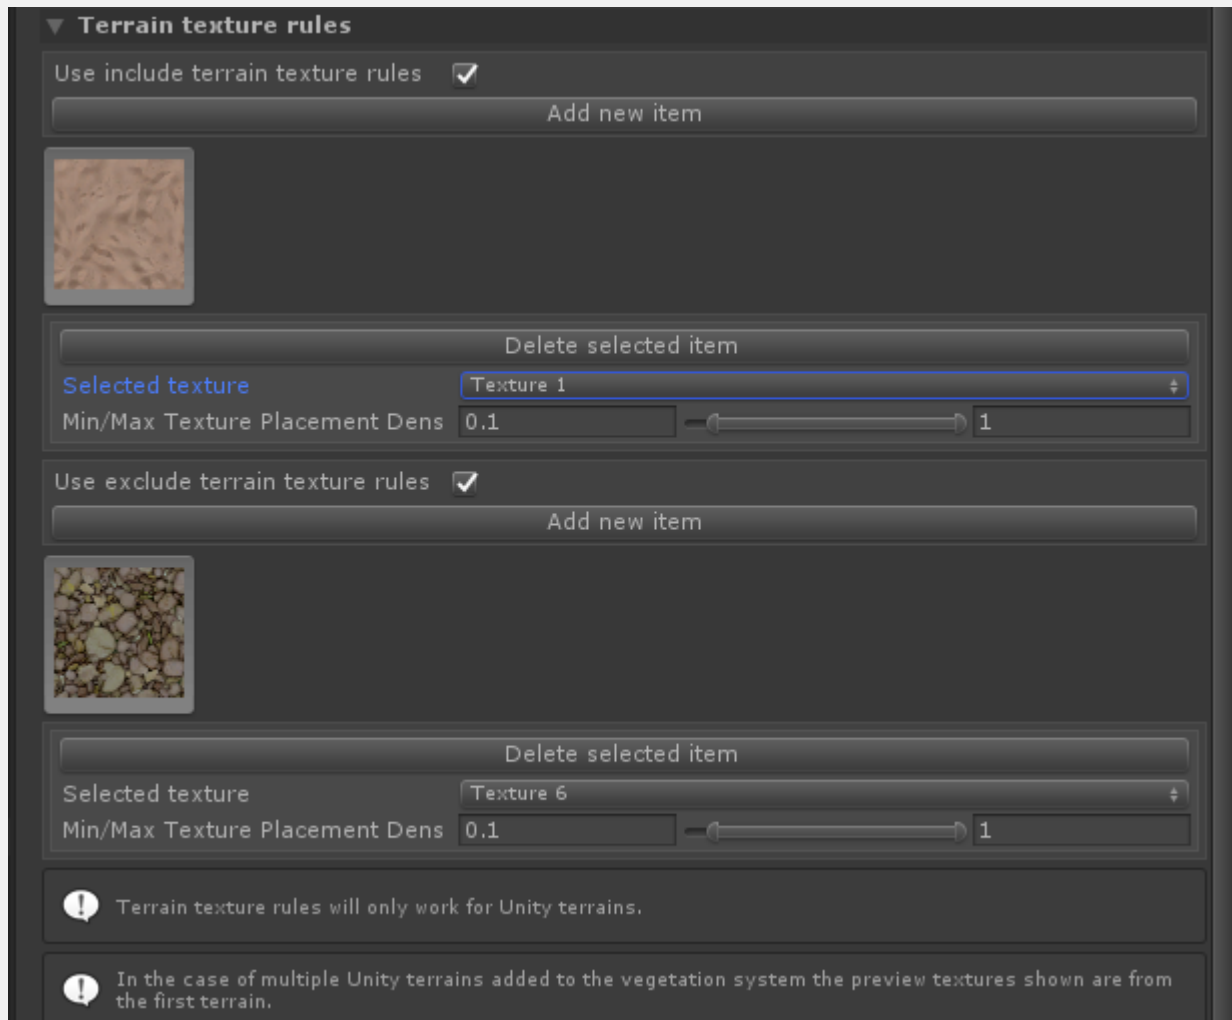 Terrain texture rules
Use include terrain texture rules
Add new item
Delete selected item
Selected texture Texture 1
Min/Max Texture Placement Dens 0.1 1
Use exclude terrain texture rules
Add new item
Delete selected item
Selected texture Texture 6
Min/Max Texture Placement Dens 0.1 1
Terrain texture rules will only work for Unity terrains.
In the case of multiple Unity terrains added to the vegetation system the preview textures shown are from
the first terrain.